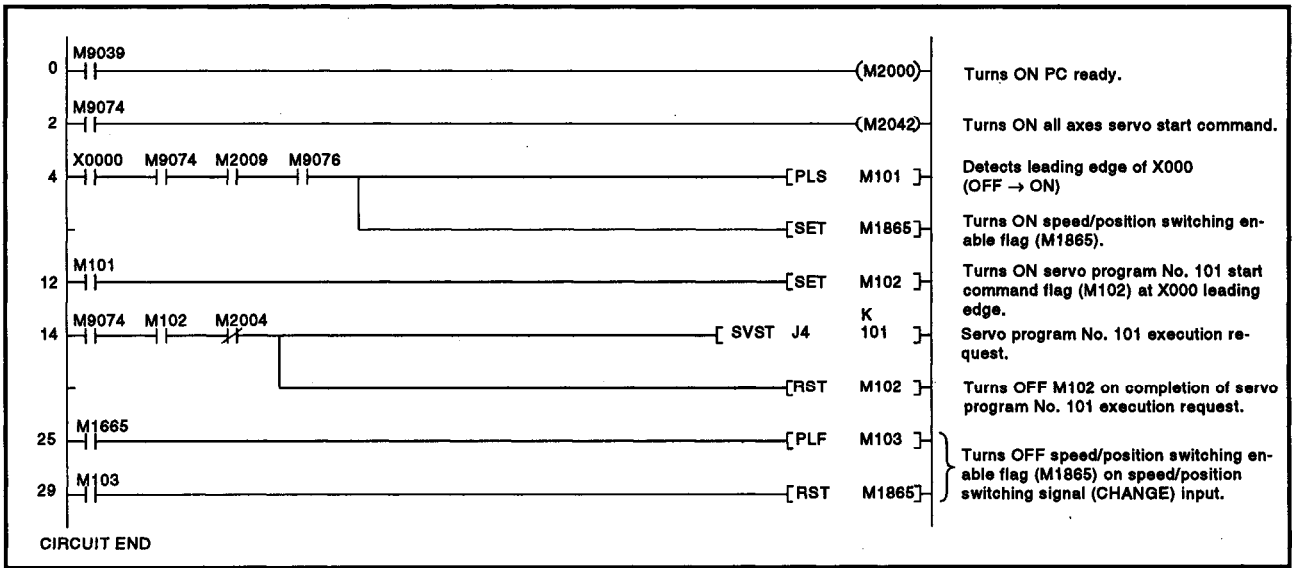 M9039
0 (M2000) Turns ON PC ready.
M9074
2 (M2042) Turns ON all axes servo start command.
X0000 M9074 M2009 M9076
4 [PLS M101 ] Detects leading edge of X000
(OFF → ON)
[SET M1865] Turns ON speed/position switching en-
able flag (M1865).
M101
12 [SET M102 ] Turns ON servo program No. 101 start
command flag (M102) at X000 leading
edge.
M9074 M102 M2004 K
14 [ SVST J4 101 ] Servo program No. 101 execution re-
quest.
[RST M102 ] Turns OFF M102 on completion of servo
program No. 101 execution request.
M1665
25 [PLF M103 ] Turns OFF speed/position switching en-
able flag (M1865) on speed/position
switching signal (CHANGE) input.
M103
29 [RST M1865]
CIRCUIT END